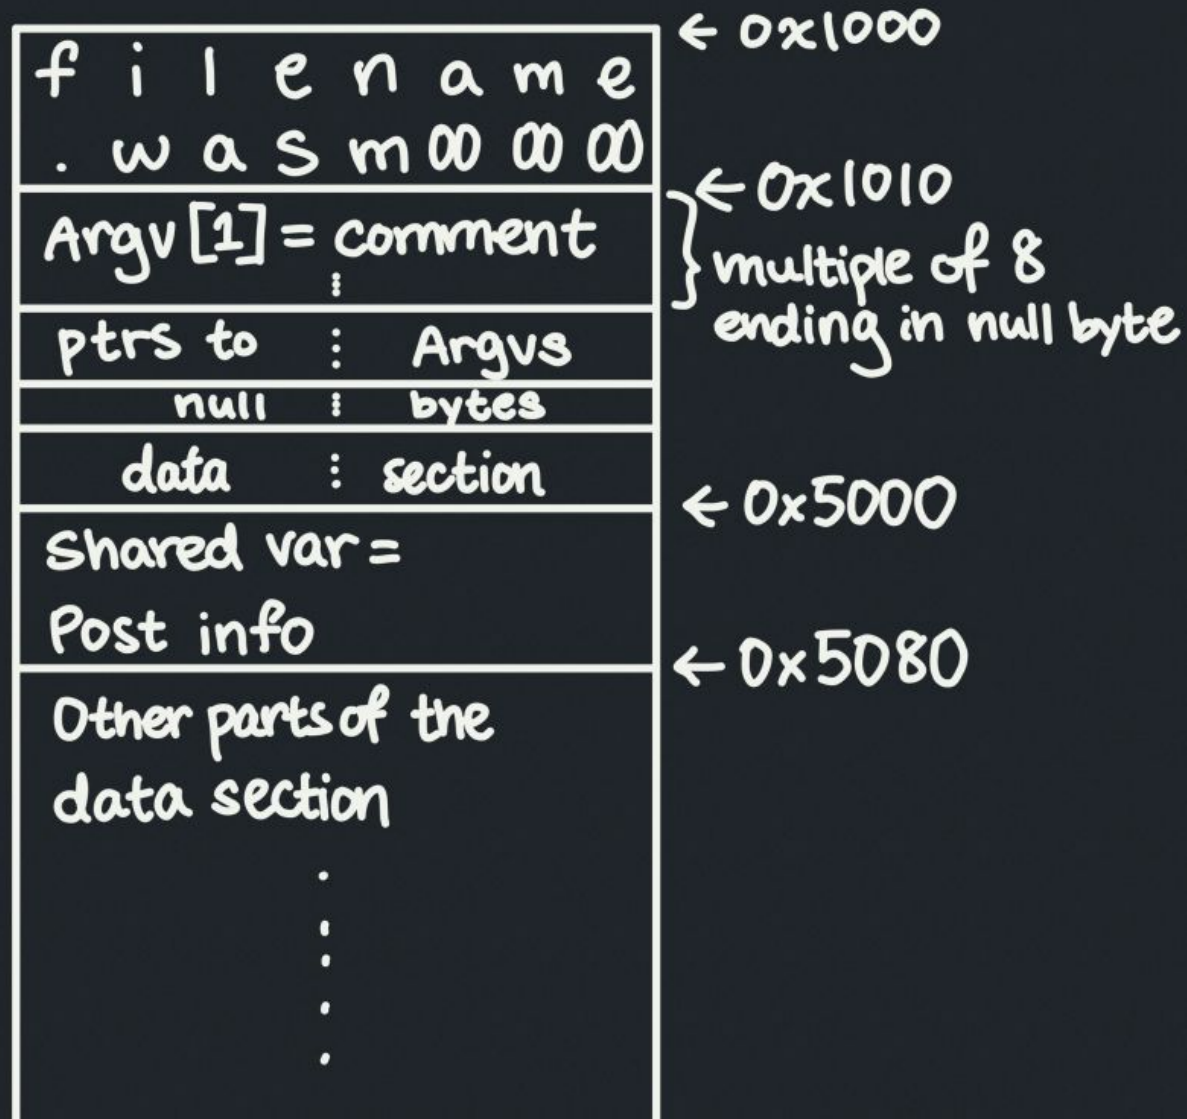 ← 0x1000
f i l e n a m e
. w a s m 00 00 00
← 0x1010
Argv[1] = comment
multiple of 8
ending in null byte
ptrs to ⋮ Argvs
null ⋮ bytes
data ⋮ section
← 0x5000
Shared var =
Post info
← 0x5080
Other parts of the
data section